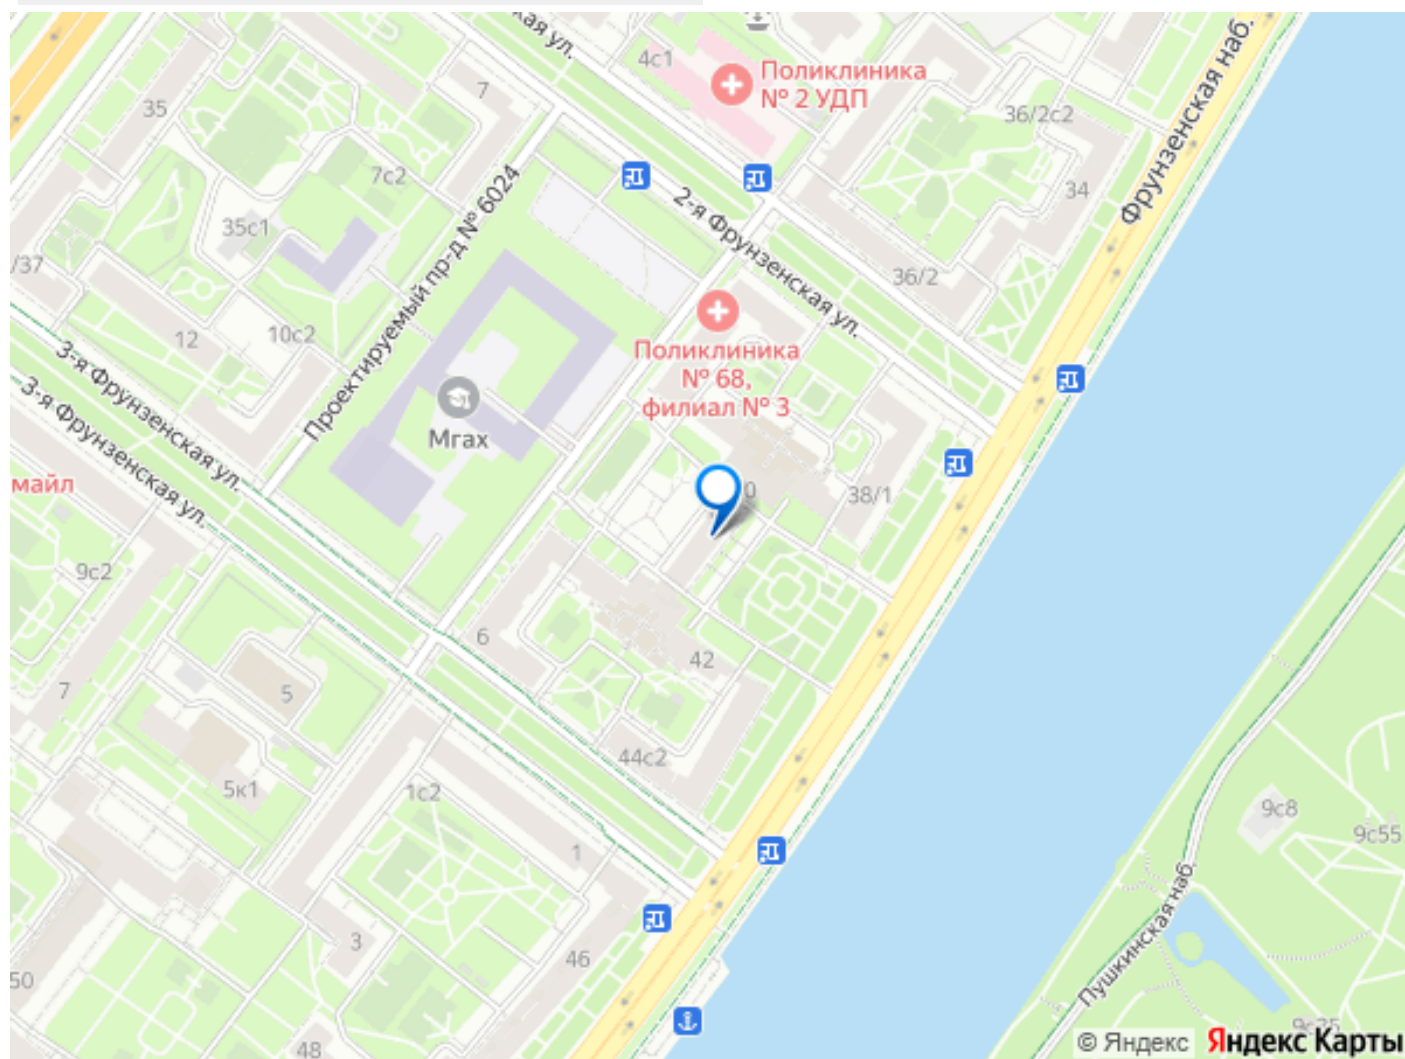 ская ул.
4с1
Поликлиника
№ 2 УДП
Фрунзенская наб.
7
35
36/2с2
7с2
34
35с1
Проектируемый пр-д № 6024
2-я Фрунзенская ул.
/37
36/2
12
10с2
Поликлиника
№ 68,
филиал № 3
3-я Фрунзенская ул.
3-я Фрунзенская ул.
Мгах
майл
0
38/1
9с2
6
42
7
5
44с2
5к1
1с2
9с8
9с55
1
3
46
50
Пушкинская наб.
48
9с35
© Яндекс Яндекс Карты